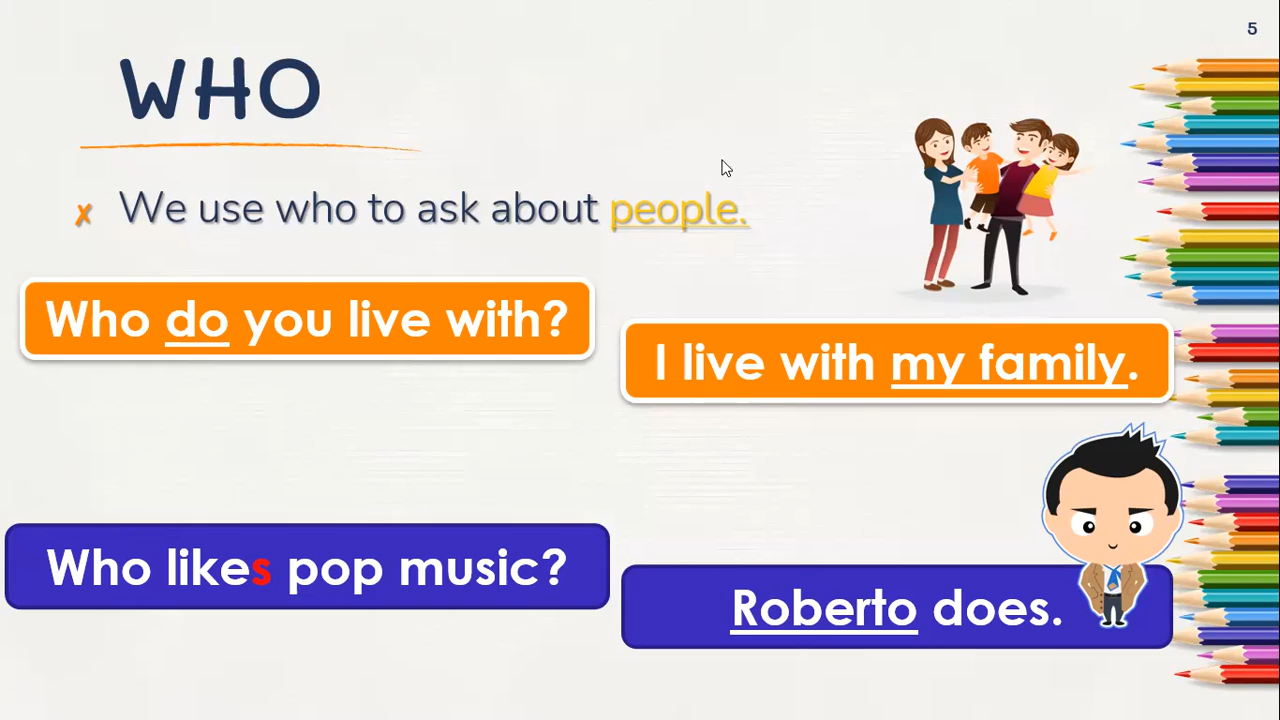 5
WHO
✗ We use who to ask about people.
Who do you live with?
I live with my family.
Who likes pop music?
Roberto does.